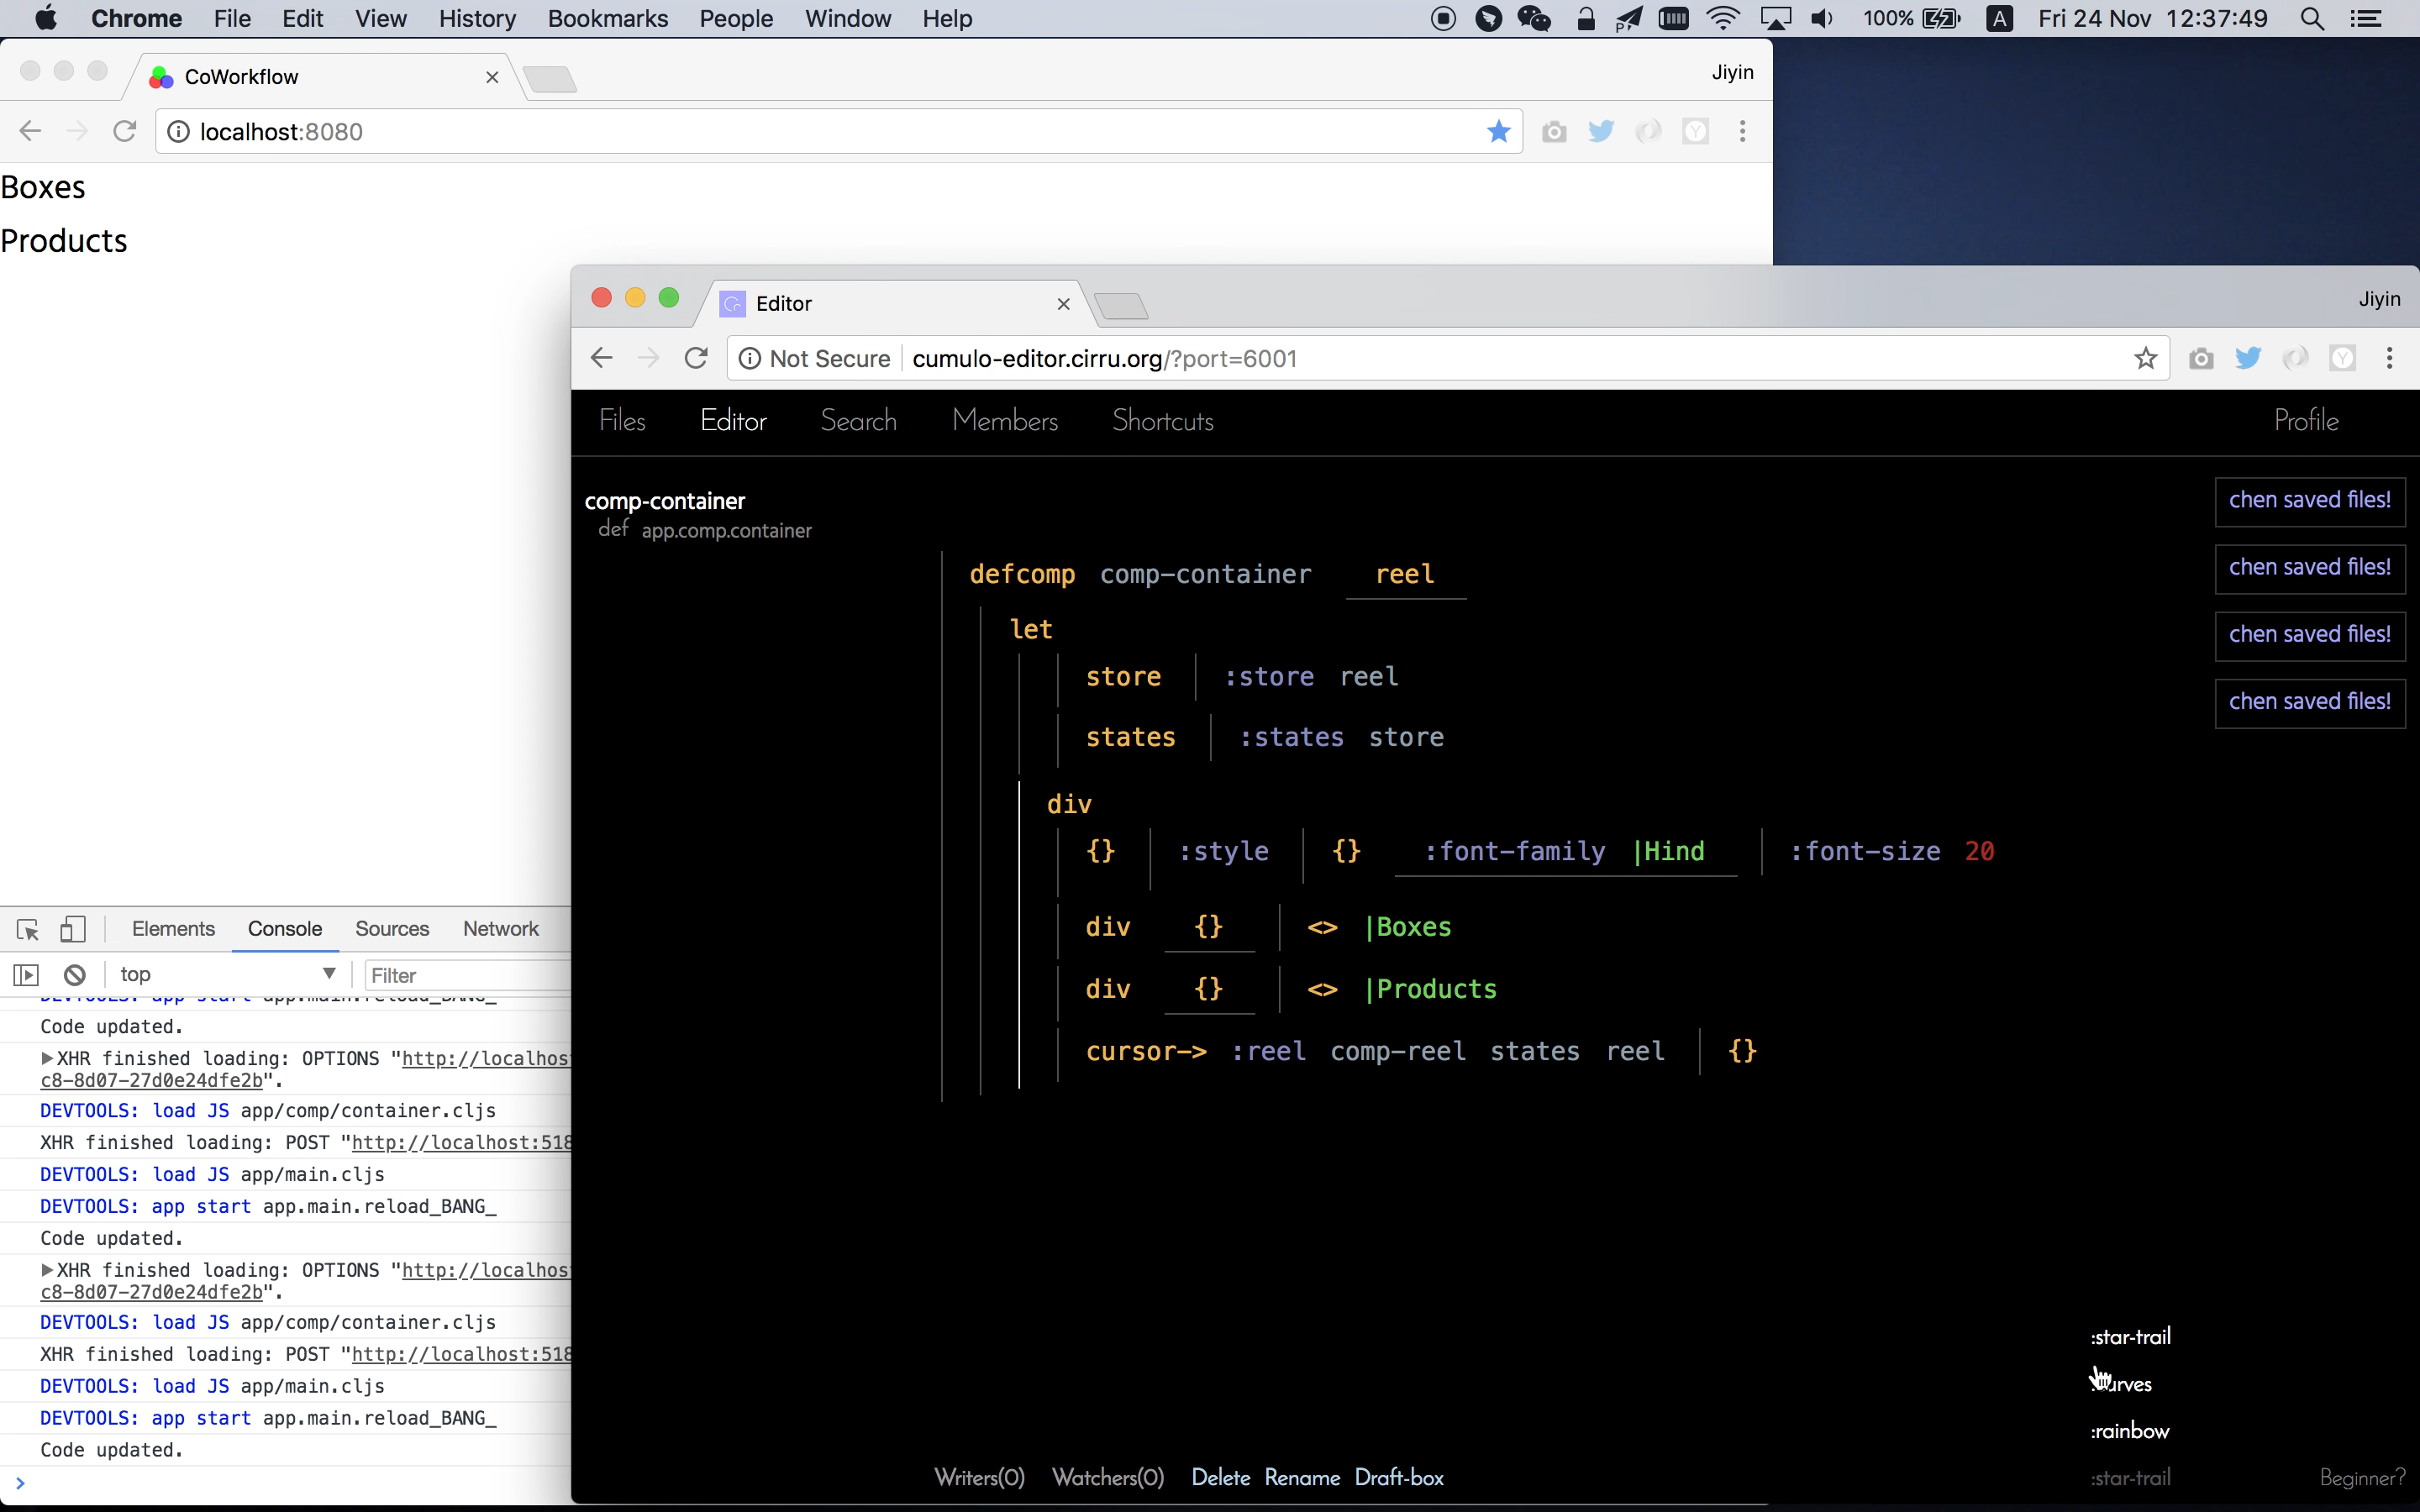 Chrome File Edit View History Bookmarks People Window Help 100% A Fri 24 Nov 12:37:49
CoWorkflow Jiyin
localhost:8080
Boxes
Products
Editor Jiyin
Not Secure cumulo-editor.cirru.org/?port=6001
Files Editor Search Members Shortcuts Profile
comp-container
def app.comp.container
chen saved files!
chen saved files!
chen saved files!
chen saved files!
defcomp comp-container reel
let
store :store reel
states :states store
div
{} :style {} :font-family |Hind :font-size 20
div {} <> |Boxes
div {} <> |Products
cursor-> :reel comp-reel states reel {}
:star-trail
:rainbow
:star-trail
Writers(0) Watchers(0) Delete Rename Draft-box Beginner?
Elements Console Sources Network
top Filter
DEVTOOLS: app start app.main.reload_BANG_
Code updated.
XHR finished loading: OPTIONS "http://localhos
c8-8d07-27d0e24dfe2b".
DEVTOOLS: load JS app/comp/container.cljs
XHR finished loading: POST "http://localhost:518
DEVTOOLS: load JS app/main.cljs
DEVTOOLS: app start app.main.reload_BANG_
Code updated.
XHR finished loading: OPTIONS "http://localhos
c8-8d07-27d0e24dfe2b".
DEVTOOLS: load JS app/comp/container.cljs
XHR finished loading: POST "http://localhost:518
DEVTOOLS: load JS app/main.cljs
DEVTOOLS: app start app.main.reload_BANG_
Code updated.